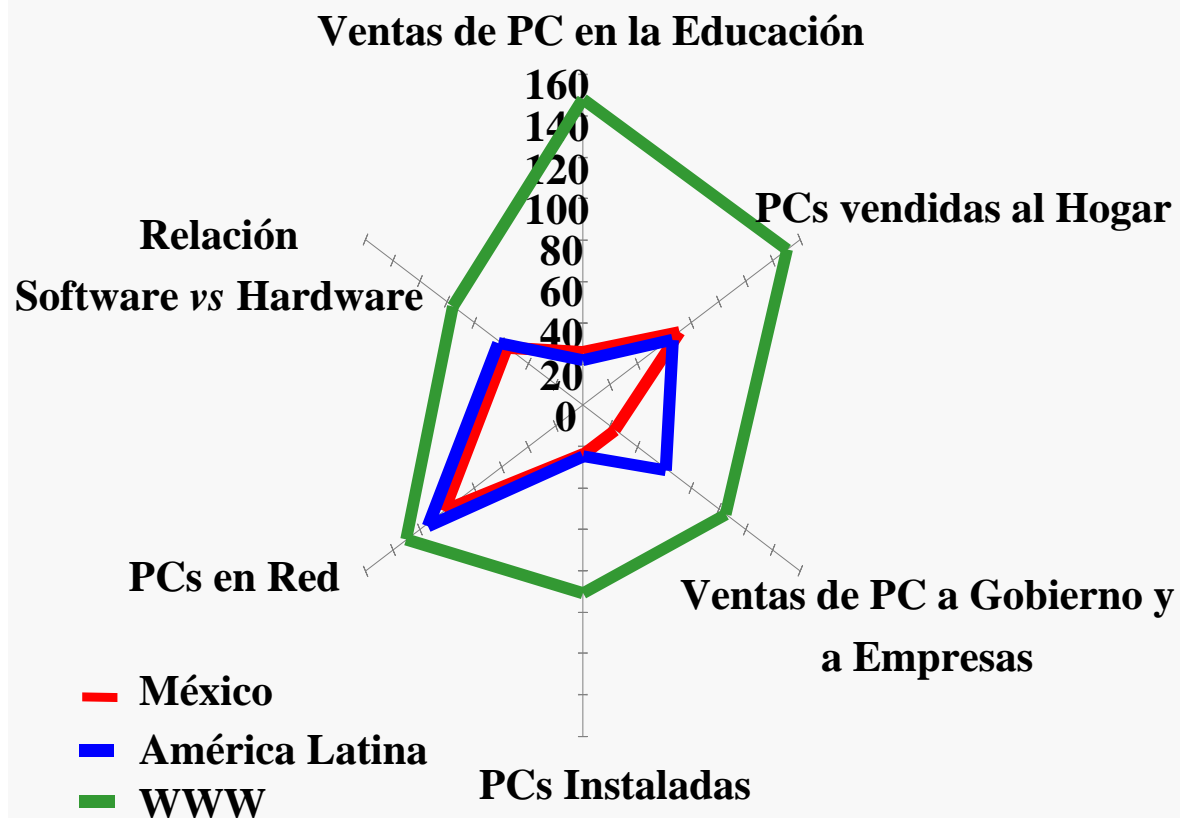 Ventas de PC en la Educación
160
140
120
100
80
60
40
20
0
PCs vendidas al Hogar
Relación
Software vs Hardware
PCs en Red
Ventas de PC a Gobierno y
a Empresas
PCs Instaladas
México
América Latina
WWW